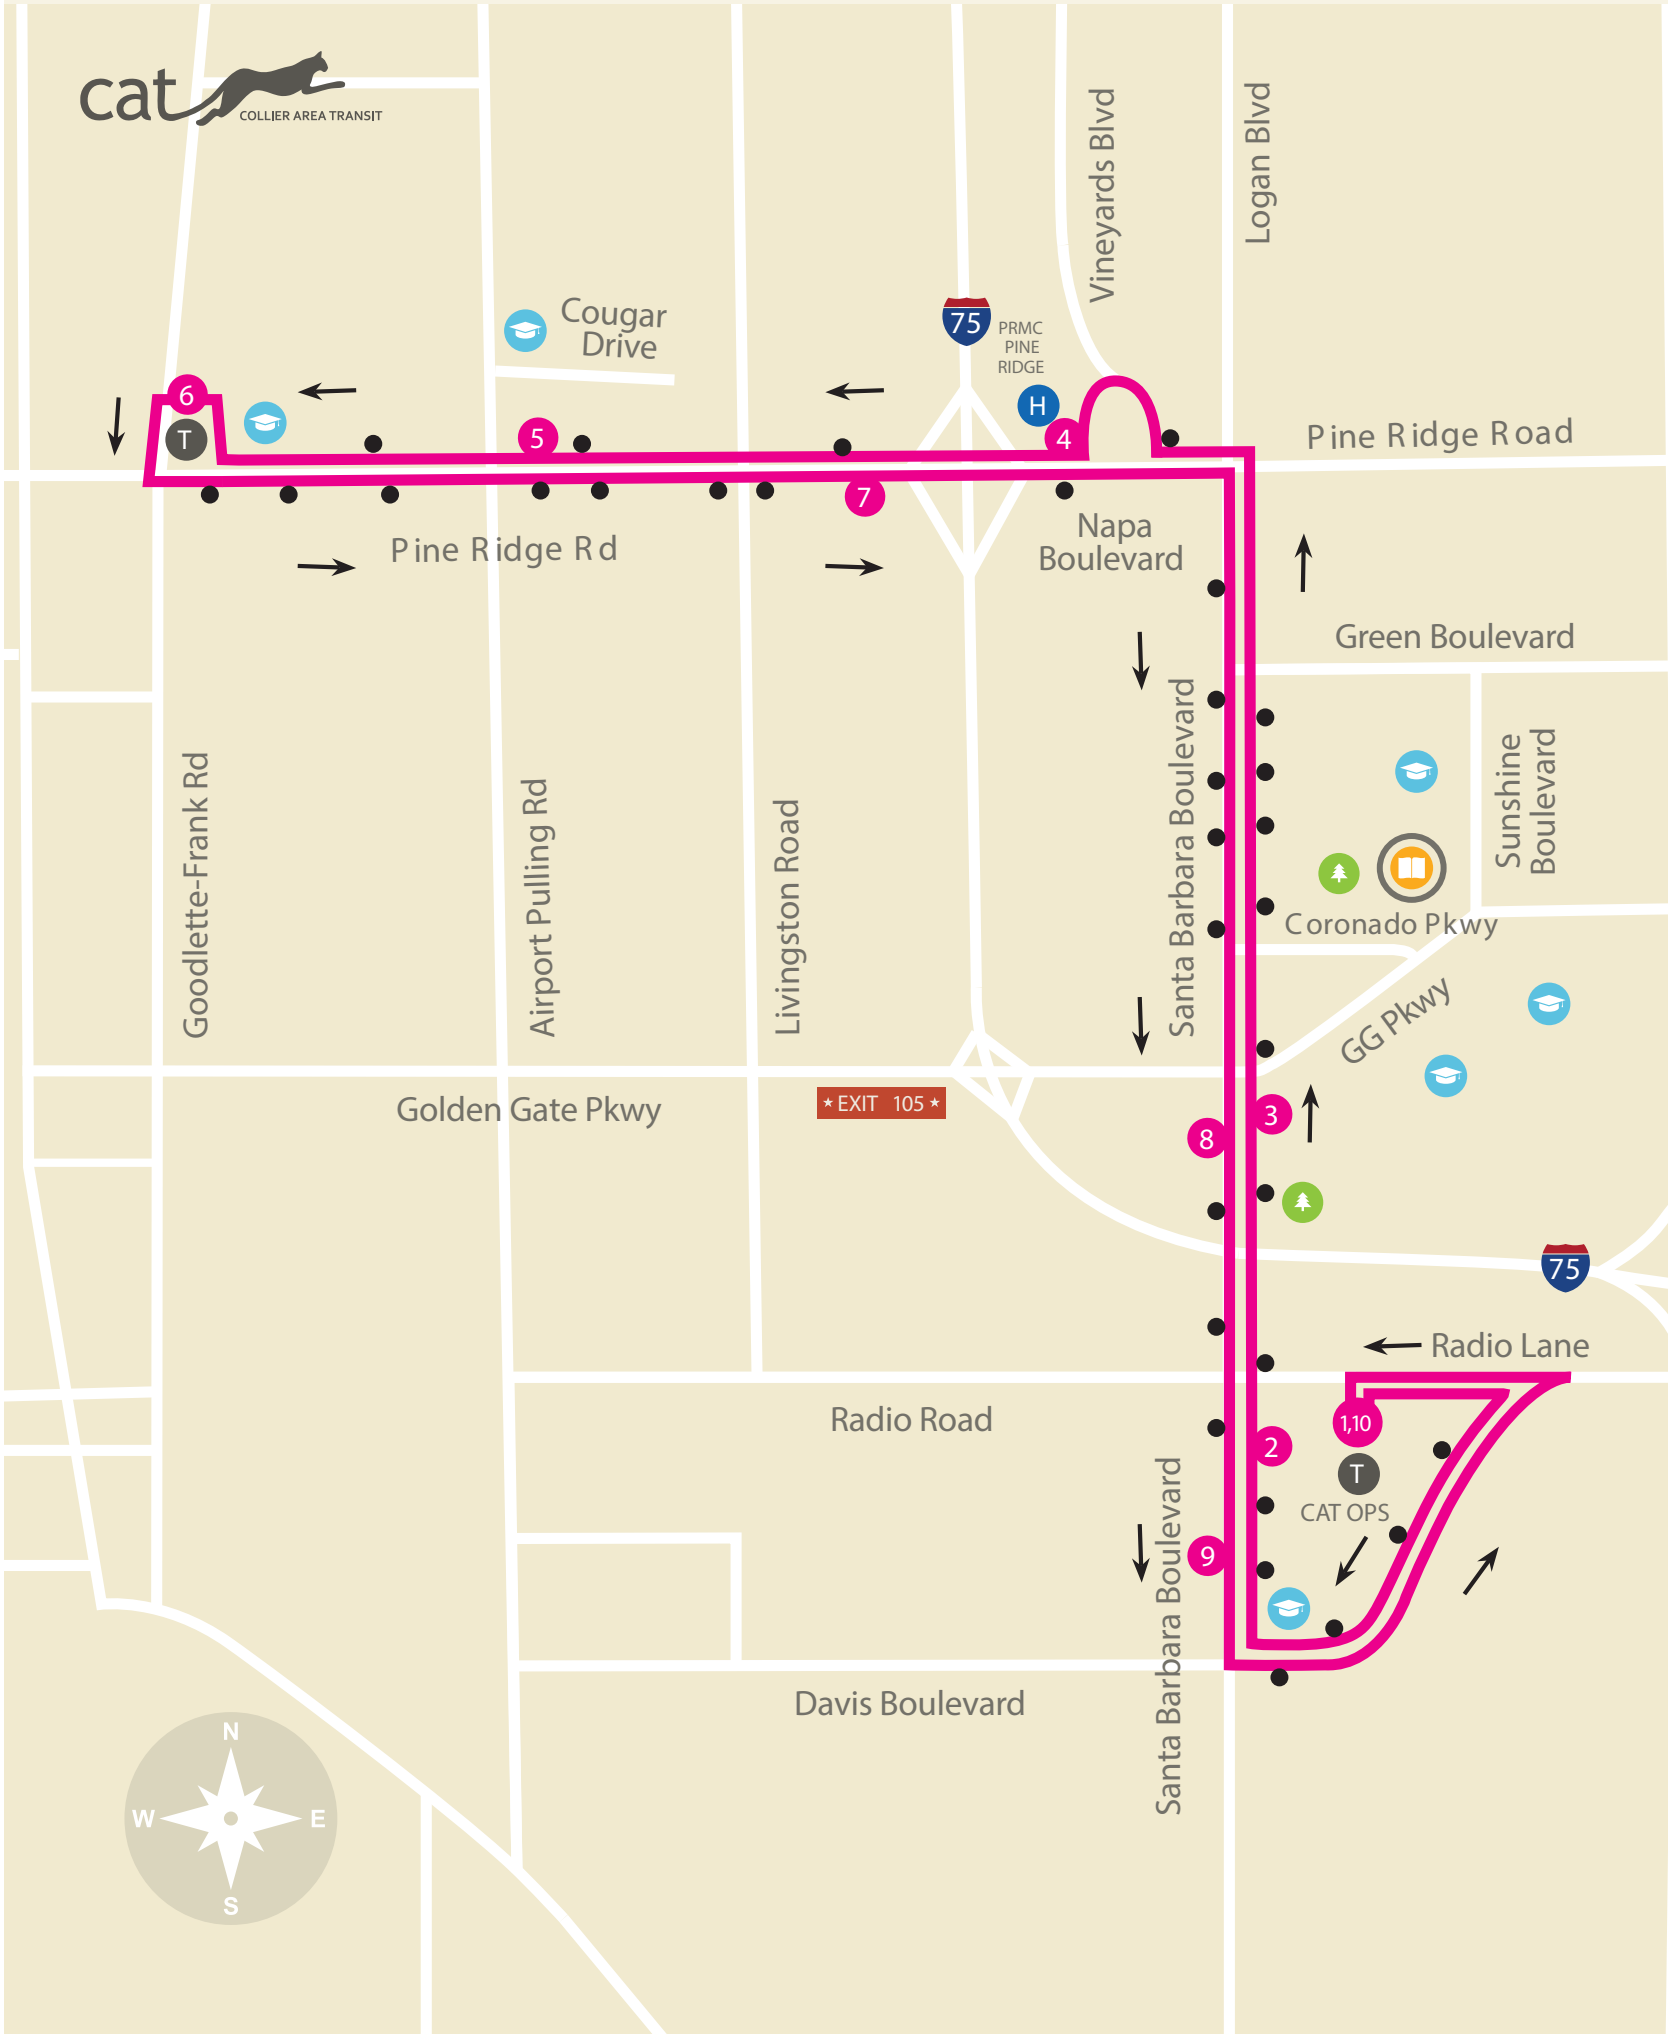 cat
COLLIER AREA TRANSIT
Vineyards Blvd
Logan Blvd
Cougar
Drive
75
PRMC
PINE
RIDGE
H
6
T
5
4
Pine Ridge Road
7
Napa
Boulevard
Pine Ridge Rd
Green Boulevard
Goodlette-Frank Rd
Airport Pulling Rd
Livingston Road
Santa Barbara Boulevard
Sunshine
Boulevard
Coronado Pkwy
GG Pkwy
Golden Gate Pkwy
EXIT 105
3
8
75
Radio Lane
Radio Road
1,10
2
T
CAT OPS
9
Santa Barbara Boulevard
Davis Boulevard
N
W
E
S